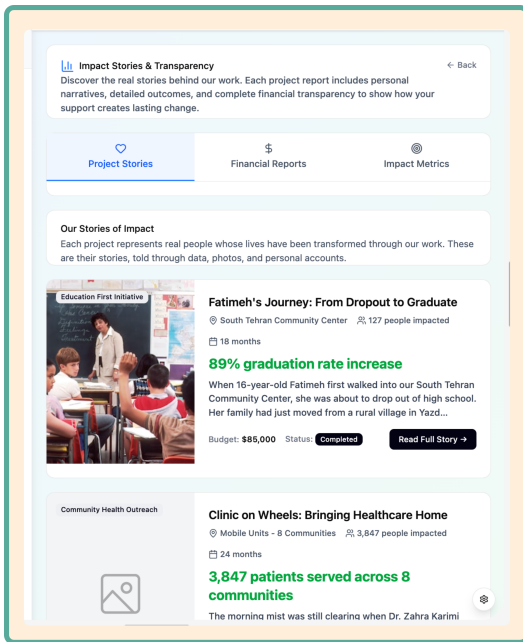 Impact Stories & Transparency
← Back
Discover the real stories behind our work. Each project report includes personal
narratives, detailed outcomes, and complete financial transparency to show how your
support creates lasting change.
Project Stories
$
Financial Reports
Impact Metrics
Our Stories of Impact
Each project represents real people whose lives have been transformed through our work. These
are their stories, told through data, photos, and personal accounts.
Education First Initiative
Fatimeh's Journey: From Dropout to Graduate
South Tehran Community Center 127 people impacted
18 months
89% graduation rate increase
When 16-year-old Fatimeh first walked into our South Tehran
Community Center, she was about to drop out of high school.
Her family had just moved from a rural village in Yazd...
Budget: $85,000 Status: Completed
Read Full Story →
Community Health Outreach
Clinic on Wheels: Bringing Healthcare Home
Mobile Units - 8 Communities 3,847 people impacted
24 months
3,847 patients served across 8
communities
The morning mist was still clearing when Dr. Zahra Karimi